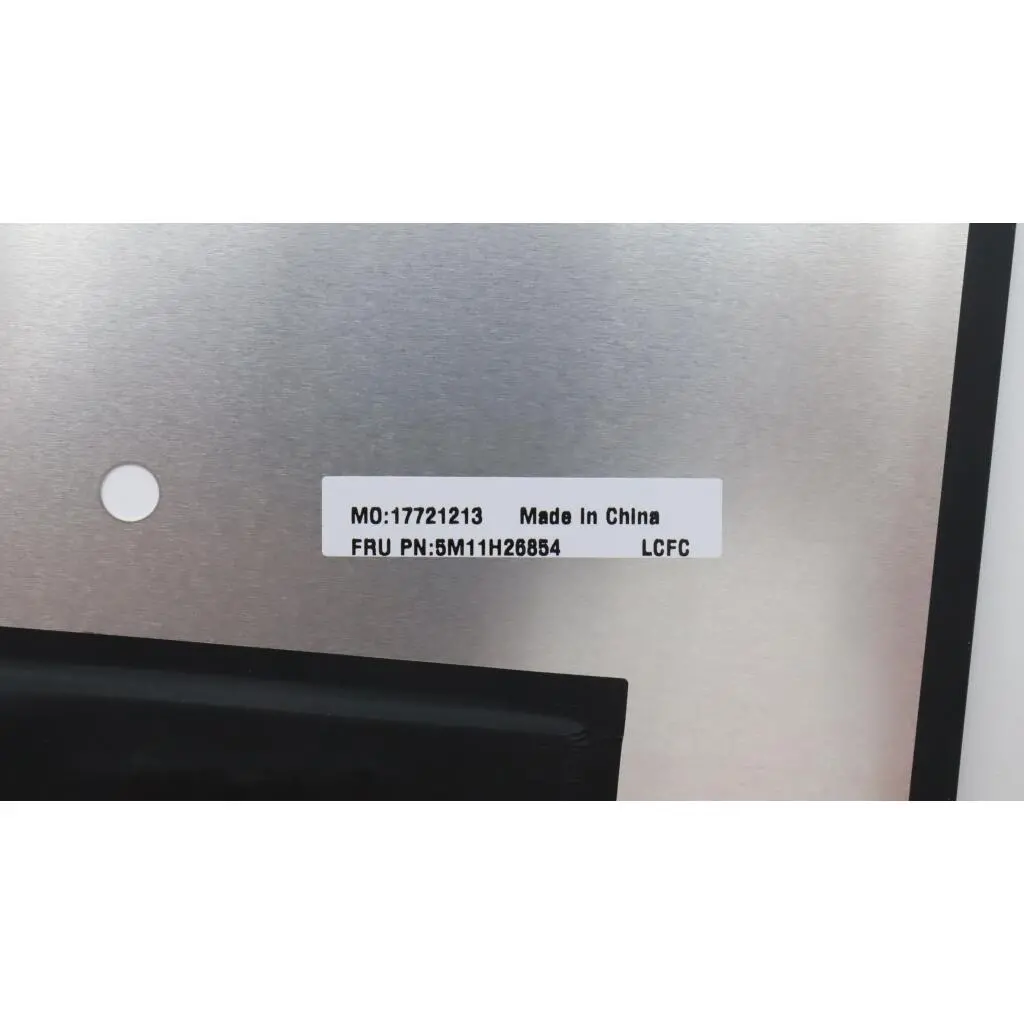 MO:17721213 Made In China
FRU PN:5M11H26854 LCFC